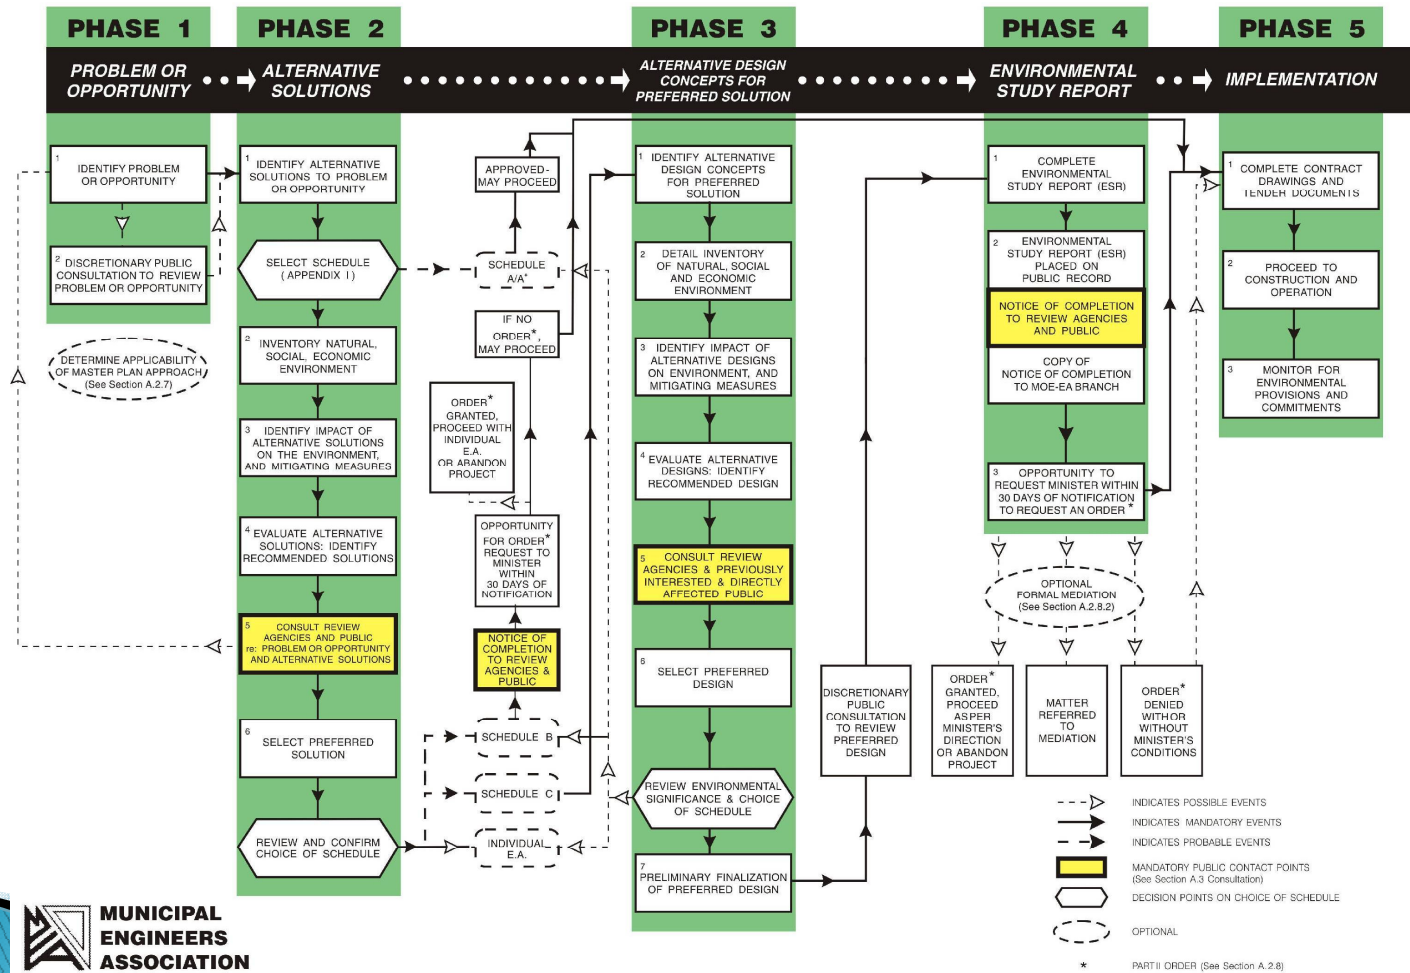 PHASE 1
PHASE 2
PHASE 3
PHASE 4
PHASE 5
PROBLEM OR
OPPORTUNITY
ALTERNATIVE
SOLUTIONS
ALTERNATIVE DESIGN
CONCEPTS FOR
PREFERRED SOLUTION
ENVIRONMENTAL
STUDY REPORT
IMPLEMENTATION
1
IDENTIFY PROBLEM
OR OPPORTUNITY
2 DISCRETIONARY PUBLIC
CONSULTATION TO REVIEW
PROBLEM OR OPPORTUNITY
DETERMINE APPLICABILITY
OF MASTER PLAN APPROACH
(See Section A.2.7)
1 IDENTIFY ALTERNATIVE
SOLUTIONS TO PROBLEM
OR OPPORTUNITY
SELECT SCHEDULE
( APPENDIX I )
2 INVENTORY NATURAL,
SOCIAL, ECONOMIC
ENVIRONMENT
3 IDENTIFY IMPACT OF
ALTERNATIVE SOLUTIONS
ON THE ENVIRONMENT,
AND MITIGATING MEASURES
4 EVALUATE ALTERNATIVE
SOLUTIONS: IDENTIFY
RECOMMENDED SOLUTIONS
5 CONSULT REVIEW
AGENCIES AND PUBLIC
re: PROBLEM OR OPPORTUNITY
AND ALTERNATIVE SOLUTIONS
6
SELECT PREFERRED
SOLUTION
REVIEW AND CONFIRM
CHOICE OF SCHEDULE
APPROVED-
MAY PROCEED
SCHEDULE
A/A+
IF NO
ORDER*,
MAY PROCEED
ORDER*
GRANTED,
PROCEED WITH
INDIVIDUAL
E.A.
OR ABANDON
PROJECT
OPPORTUNITY
FOR ORDER*
REQUEST TO
MINISTER
WITHIN
30 DAYS OF
NOTIFICATION
NOTICE OF
COMPLETION
TO REVIEW
AGENCIES &
PUBLIC
SCHEDULE B
SCHEDULE C
INDIVIDUAL
E.A.
1 IDENTIFY ALTERNATIVE
DESIGN CONCEPTS
FOR PREFERRED
SOLUTION
2 DETAIL INVENTORY
OF NATURAL, SOCIAL
AND ECONOMIC
ENVIRONMENT
3 IDENTIFY IMPACT OF
ALTERNATIVE DESIGNS
ON ENVIRONMENT, AND
MITIGATING MEASURES
4 EVALUATE ALTERNATIVE
DESIGNS: IDENTIFY
RECOMMENDED DESIGN
5 CONSULT REVIEW
AGENCIES & PREVIOUSLY
INTERESTED & DIRECTLY
AFFECTED PUBLIC
6
SELECT PREFERRED
DESIGN
REVIEW ENVIRONMENTAL
SIGNIFICANCE & CHOICE
OF SCHEDULE
7
PRELIMINARY FINALIZATION
OF PREFERRED DESIGN
DISCRETIONARY
PUBLIC
CONSULTATION
TO REVIEW
PREFERRED
DESIGN
1 COMPLETE
ENVIRONMENTAL
STUDY REPORT (ESR)
2 ENVIRONMENTAL
STUDY REPORT (ESR)
PLACED ON
PUBLIC RECORD
NOTICE OF COMPLETION
TO REVIEW AGENCIES
AND PUBLIC
COPY OF
NOTICE OF COMPLETION
TO MOE-EA BRANCH
3 OPPORTUNITY TO
REQUEST MINISTER WITHIN
30 DAYS OF NOTIFICATION
TO REQUEST AN ORDER *
OPTIONAL
FORMAL MEDIATION
(See Section A.2.8.2)
ORDER*
GRANTED,
PROCEED
AS PER
MINISTER'S
DIRECTION
OR ABANDON
PROJECT
MATTER
REFERRED
TO
MEDIATION
ORDER*
DENIED
WITH OR
WITHOUT
MINISTER'S
CONDITIONS
1 COMPLETE CONTRACT
DRAWINGS AND
TENDER DOCUMENTS
2 PROCEED TO
CONSTRUCTION AND
OPERATION
3 MONITOR FOR
ENVIRONMENTAL
PROVISIONS AND
COMMITMENTS
INDICATES POSSIBLE EVENTS
INDICATES MANDATORY EVENTS
INDICATES PROBABLE EVENTS
MANDATORY PUBLIC CONTACT POINTS
(See Section A.3 Consultation)
DECISION POINTS ON CHOICE OF SCHEDULE
OPTIONAL
* PART II ORDER (See Section A.2.8)
MUNICIPAL
ENGINEERS
ASSOCIATION